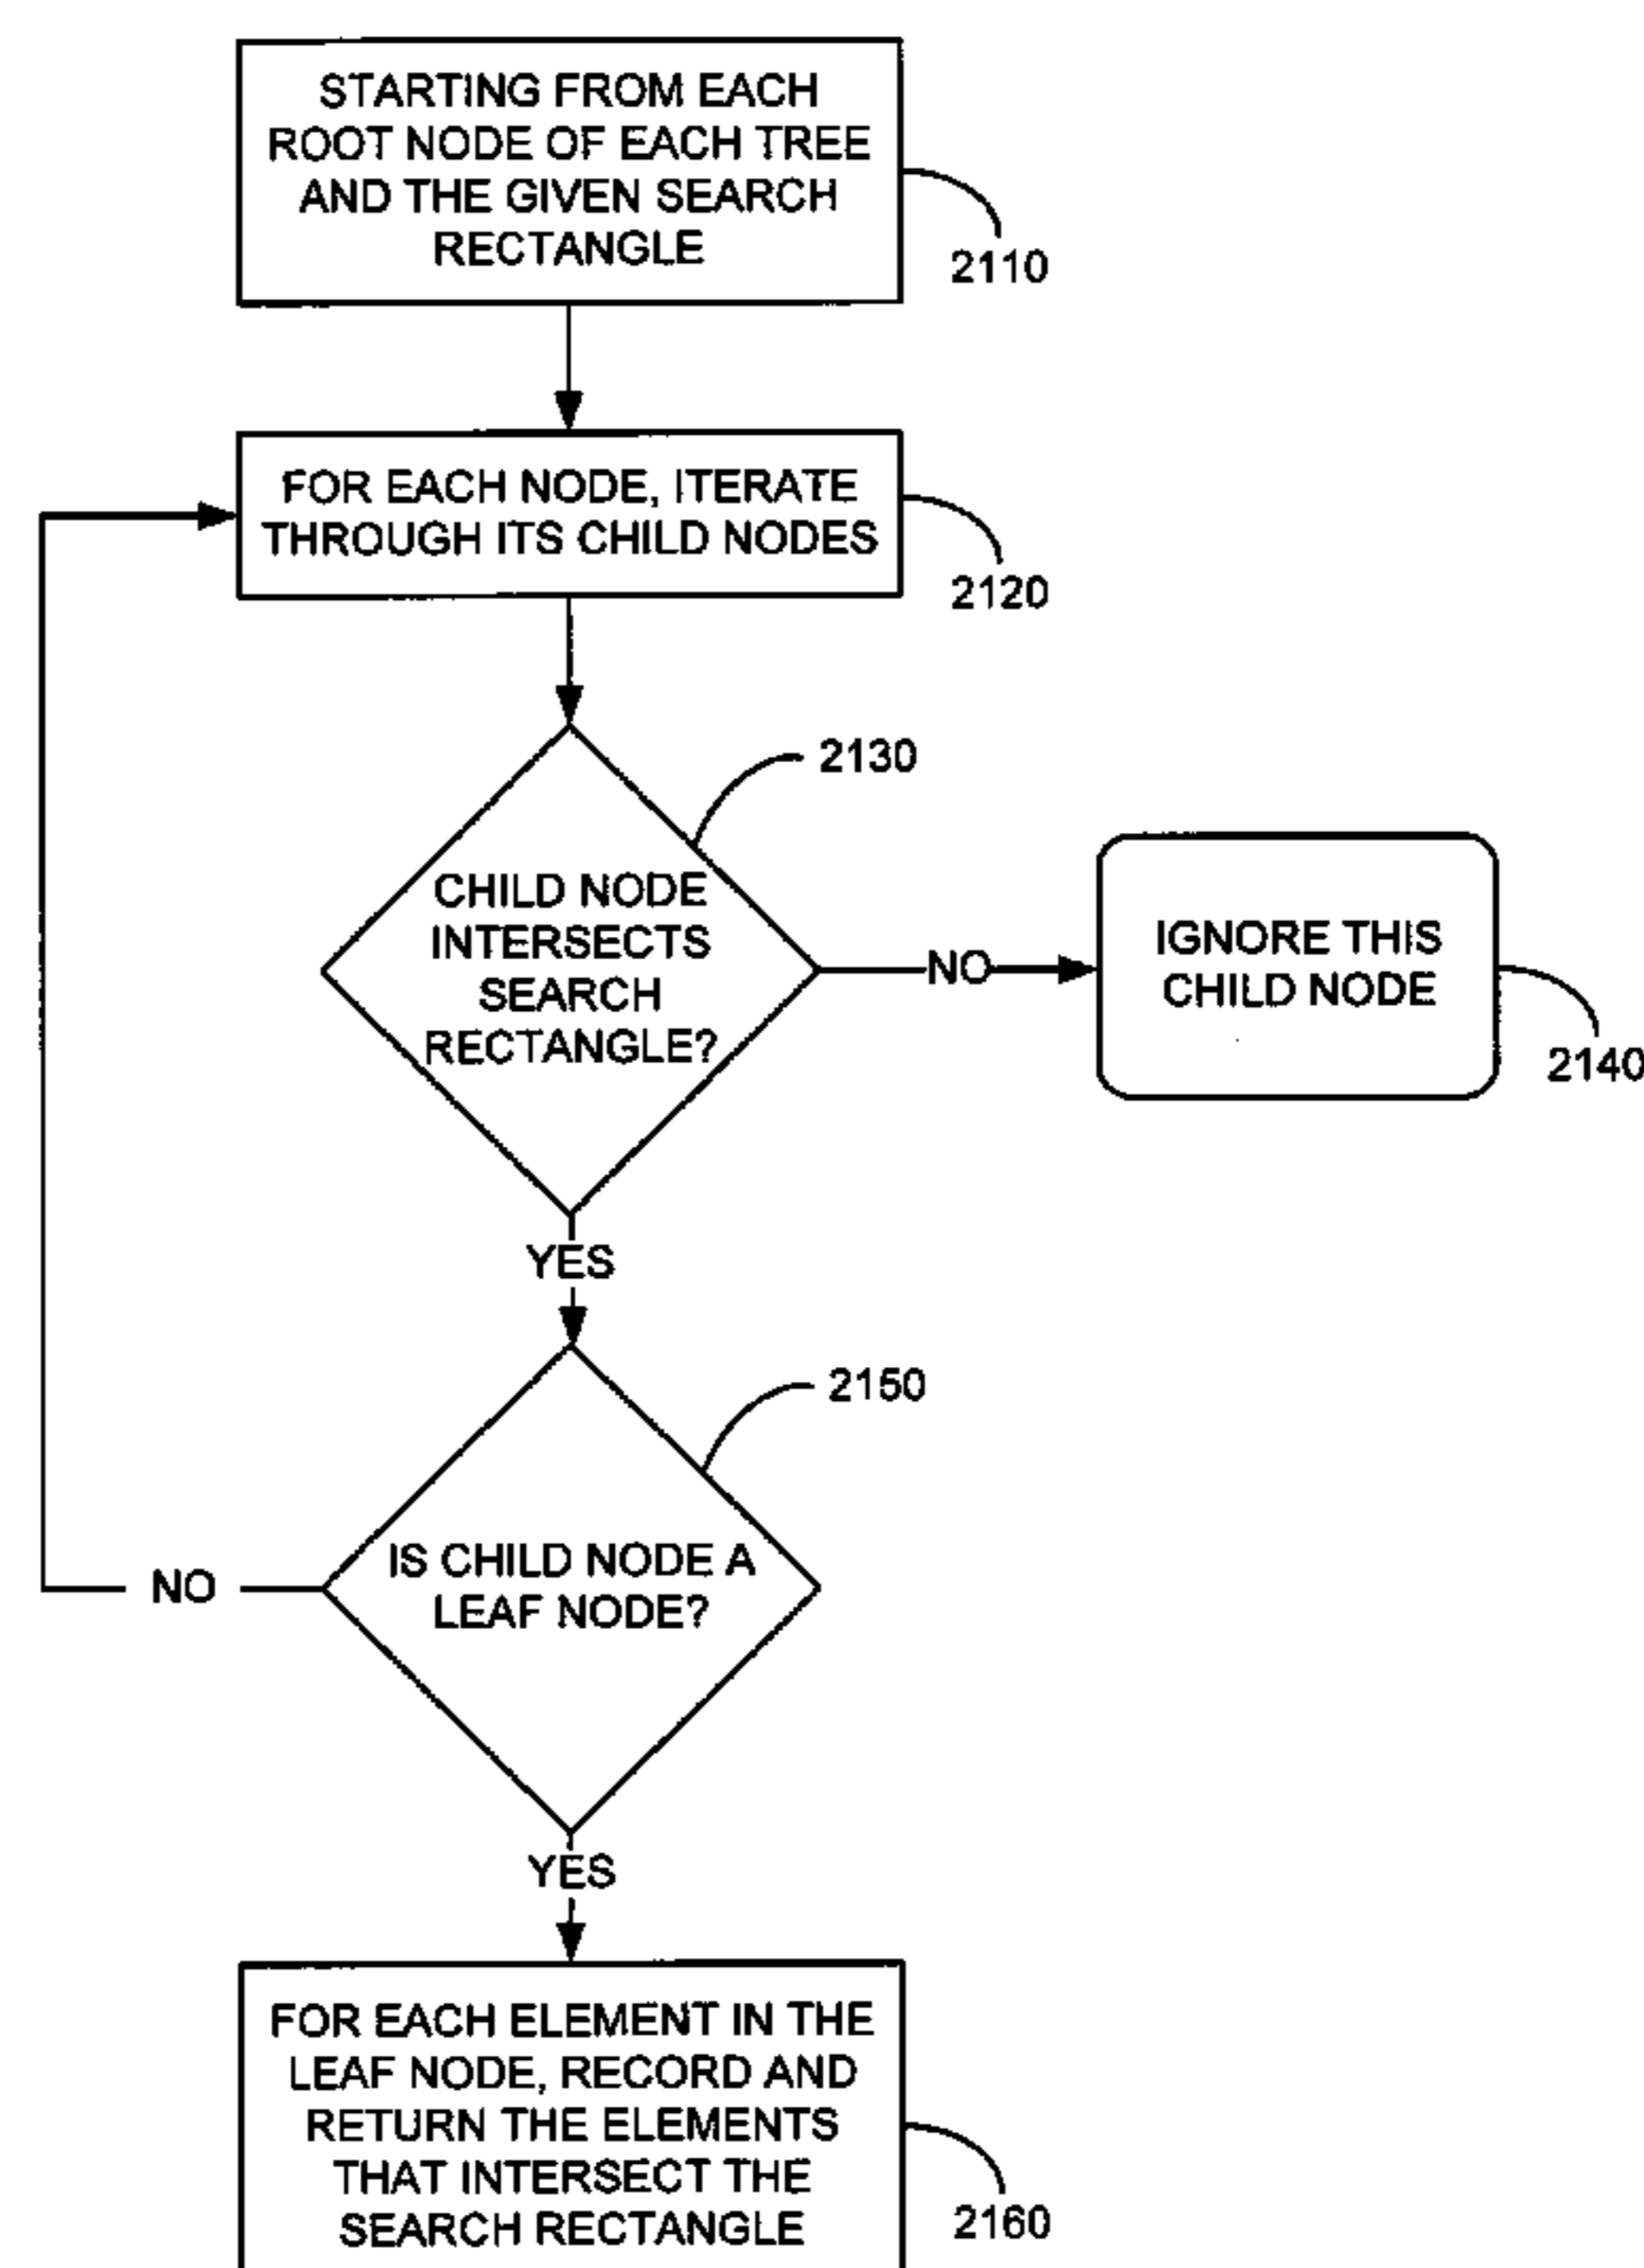 STARTING FROM EACH
ROOT NODE OF EACH TREE
AND THE GIVEN SEARCH
RECTANGLE
2110
FOR EACH NODE, ITERATE
THROUGH ITS CHILD NODES
2120
2130
CHILD NODE
INTERSECTS
SEARCH
RECTANGLE?
NO
IGNORE THIS
CHILD NODE
2140
YES
2150
IS CHILD NODE A
LEAF NODE?
NO
YES
FOR EACH ELEMENT IN THE
LEAF NODE, RECORD AND
RETURN THE ELEMENTS
THAT INTERSECT THE
SEARCH RECTANGLE
2160